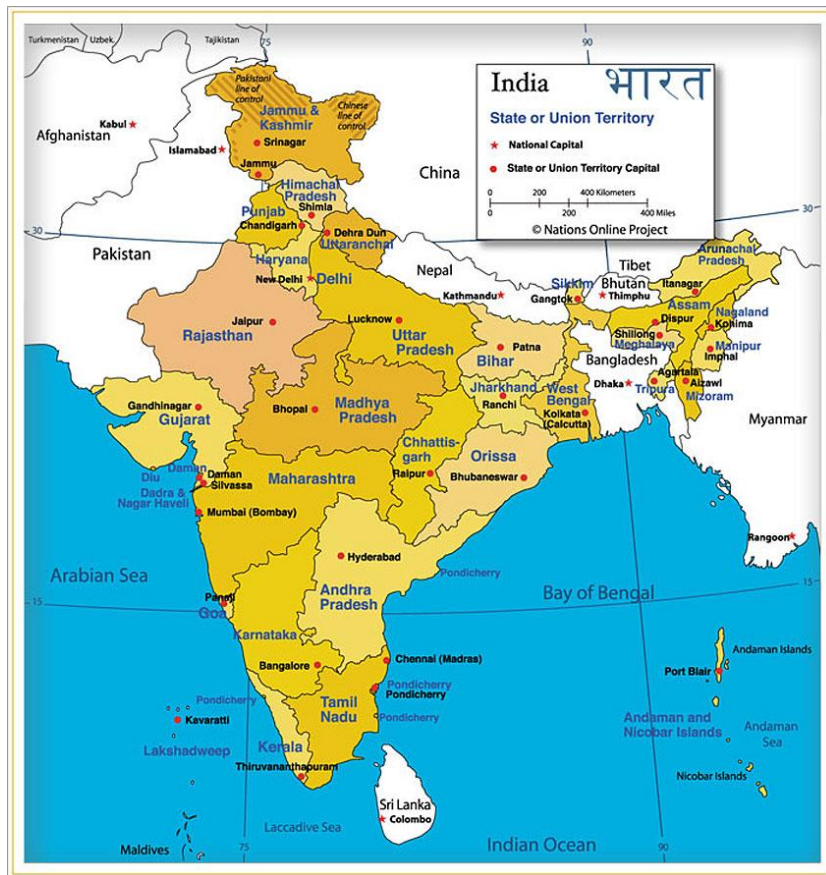 Turkmenistan
Uzbek.
Tajikistan
75
90
Pakistani
line of
control
Chinese
line of
control
Jammu &
Kashmir
Kabul
Afghanistan
Islamabad
Srinagar
Jammu
China
India भारत
State or Union Territory
National Capital
State or Union Territory Capital
0 200 400 Kilometers
0 200 400 Miles
© Nations Online Project
Himachal
Pradesh
Shimla
Punjab
Chandigarh
30
30
Dehra Dun
Uttaranchal
Pakistan
Haryana
New Delhi
Delhi
Nepal
Kathmandu
Tibet
Bhutan
Thimphu
Sikkim
Gangtok
Arunachal
Pradesh
Itanagar
Assam
Dispur
Nagaland
Kohima
Shillong
Meghalaya
Manipur
Imphal
Bangladesh
Dhaka
Agartala
Tripura
Aizawl
Mizoram
Jaipur
Rajasthan
Lucknow
Uttar
Pradesh
Patna
Bihar
Jharkhand
Ranchi
West
Bengal
Kolkata
(Calcutta)
Myanmar
Gandhinagar
Gujarat
Bhopal
Madhya
Pradesh
Chhattis-
garh
Raipur
Orissa
Bhubaneswar
Diu
Daman
Daman
Silvassa
Dadra &
Nagar Haveli
Maharashtra
Mumbai (Bombay)
Rangoon
Hyderabad
Andhra
Pradesh
Pondicherry
Arabian Sea
Bay of Bengal
15
15
Panaji
Goa
Karnataka
Bangalore
Chennai (Madras)
Pondicherry
Pondicherry
Pondicherry
Pondicherry
Tamil
Nadu
Kavaratti
Lakshadweep
Kerala
Thiruvananthapuram
Andaman Islands
Port Blair
Andaman and
Nicobar Islands
Andaman
Sea
Nicobar Islands
Sri Lanka
Colombo
Maldives
75
Laccadive Sea
Indian Ocean
90